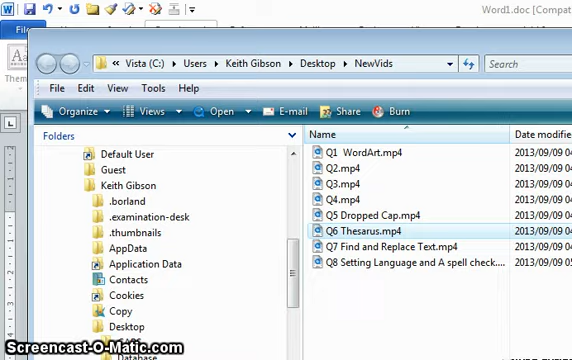 Word1.doc [Compat
File
Aa
Them
« Vista (C:) ▸ Users ▸ Keith Gibson ▸ Desktop ▸ NewVids
Search
File Edit View Tools Help
Organize Views Open E-mail Share Burn
Folders
Name Date modifie
Default User
Guest
Keith Gibson
.borland
.examination-desk
.thumbnails
AppData
Application Data
Contacts
Cookies
Copy
Desktop
Database
Q1 WordArt.mp4 2013/09/09 04
Q2.mp4 2013/09/09 04
Q3.mp4 2013/09/09 04
Q4.mp4 2013/09/09 04
Q5 Dropped Cap.mp4 2013/09/09 04
Q6 Thesarus.mp4 2013/09/09 04
Q7 Find and Replace Text.mp4 2013/09/09 04
Q8 Setting Language and A spell check.... 2013/09/09 05
Screencast-O-Matic.com